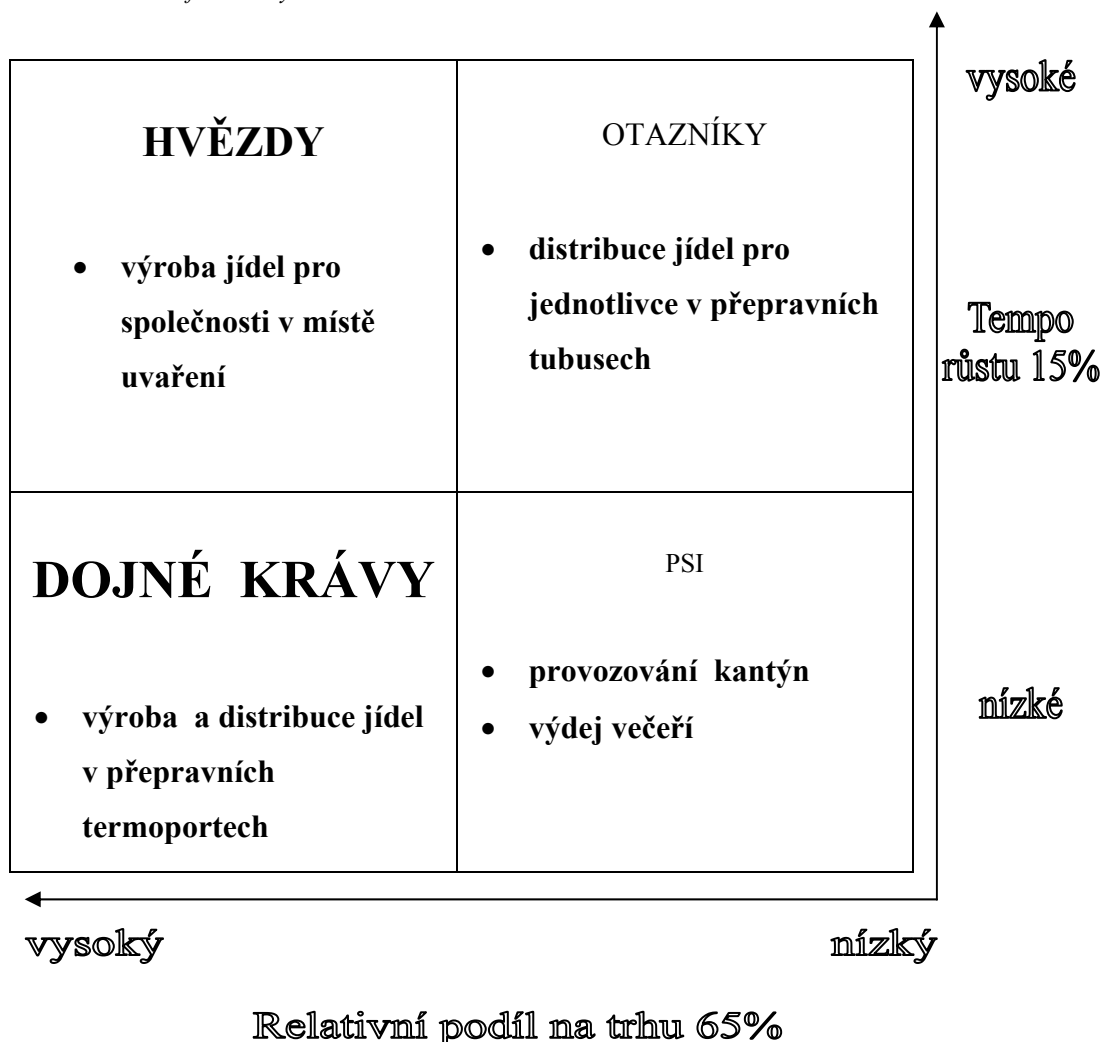 vysoké
HVĚZDY
OTAZNÍKY
• výroba jídel pro
společnosti v místě
uvaření
• distribuce jídel pro
jednotlivce v přepravních
tubusech
Tempo
růstu 15%
DOJNÉ KRÁVY
PSI
• výroba a distribuce jídel
v přepravních
termoportech
• provozování kantýn
• výdej večeří
nízké
vysoký
nízký
Relativní podíl na trhu 65%